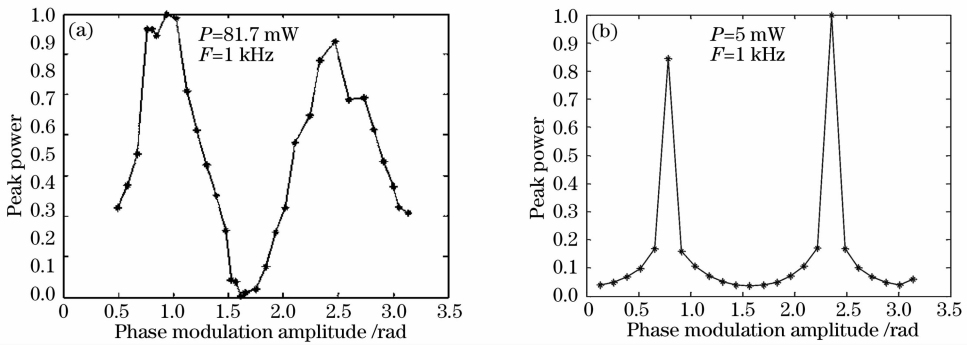 (a)
P=81.7 mW
F=1 kHz
1.0
0.9
0.8
0.7
0.6
0.5
0.4
0.3
0.2
0.1
0.0
Peak power
0 0.5 1.0 1.5 2.0 2.5 3.0 3.5
Phase modulation amplitude /rad
(b)
P=5 mW
F=1 kHz
1.0
0.9
0.8
0.7
0.6
0.5
0.4
0.3
0.2
0.1
0.0
Peak power
0 0.5 1.0 1.5 2.0 2.5 3.0 3.5
Phase modulation amplitude /rad